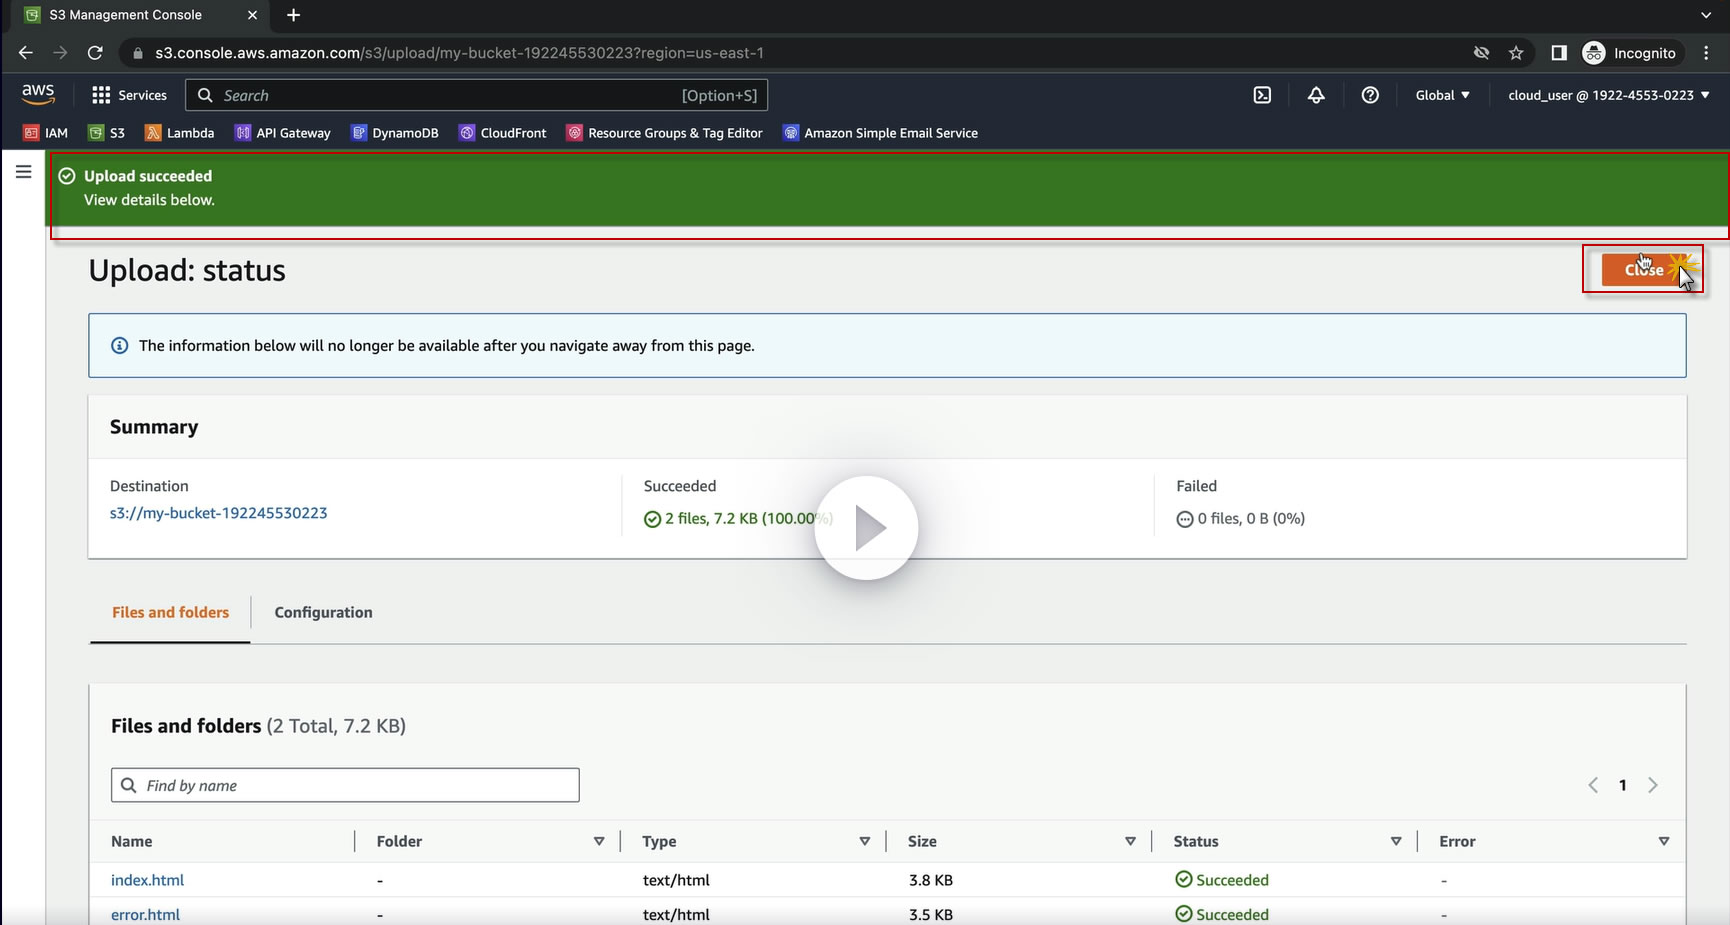 S3 Management Console
s3.console.aws.amazon.com/s3/upload/my-bucket-192245530223?region=us-east-1
Incognito
aws
Services
Search
[Option+S]
Global
cloud_user @ 1922-4553-0223
IAM
S3
Lambda
API Gateway
DynamoDB
CloudFront
Resource Groups & Tag Editor
Amazon Simple Email Service
Upload succeeded
View details below.
Upload: status
Close
The information below will no longer be available after you navigate away from this page.
Summary
Destination
Succeeded
Failed
s3://my-bucket-192245530223
2 files, 7.2 KB (100.00%)
0 files, 0 B (0%)
Files and folders
Configuration
Files and folders (2 Total, 7.2 KB)
Find by name
1
Name
Folder
Type
Size
Status
Error
index.html
-
text/html
3.8 KB
Succeeded
-
error.html
-
text/html
3.5 KB
Succeeded
-